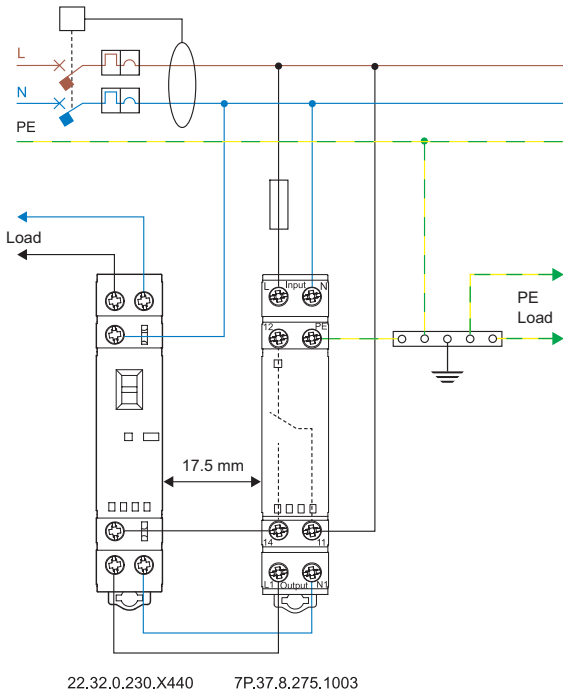 L
N
PE
Load
L Input N
12 PE
PE
Load
17.5 mm
14 11
L1 Output N1
22.32.0.230.X440 7P.37.8.275.1003